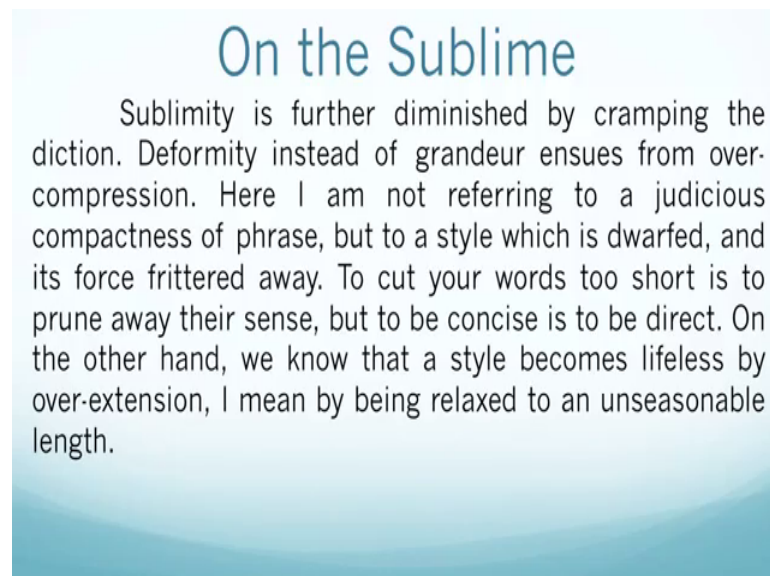 On the Sublime
Sublimity is further diminished by cramping the
diction. Deformity instead of grandeur ensues from over-
compression. Here I am not referring to a judicious
compactness of phrase, but to a style which is dwarfed, and
its force frittered away. To cut your words too short is to
prune away their sense, but to be concise is to be direct. On
the other hand, we know that a style becomes lifeless by
over-extension, I mean by being relaxed to an unseasonable
length.